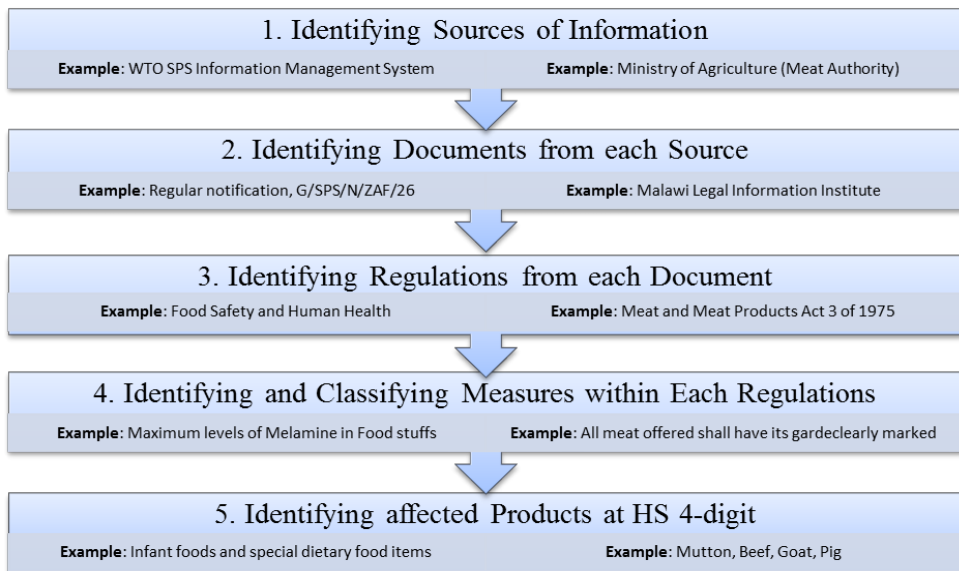 1. Identifying Sources of Information
Example: WTO SPS Information Management System Example: Ministry of Agriculture (Meat Authority)
2. Identifying Documents from each Source
Example: Regular notification, G/SPS/N/ZAF/26 Example: Malawi Legal Information Institute
3. Identifying Regulations from each Document
Example: Food Safety and Human Health Example: Meat and Meat Products Act 3 of 1975
4. Identifying and Classifying Measures within Each Regulations
Example: Maximum levels of Melamine in Food stuffs Example: All meat offered shall have its gardeclearly marked
5. Identifying affected Products at HS 4-digit
Example: Infant foods and special dietary food items Example: Mutton, Beef, Goat, Pig